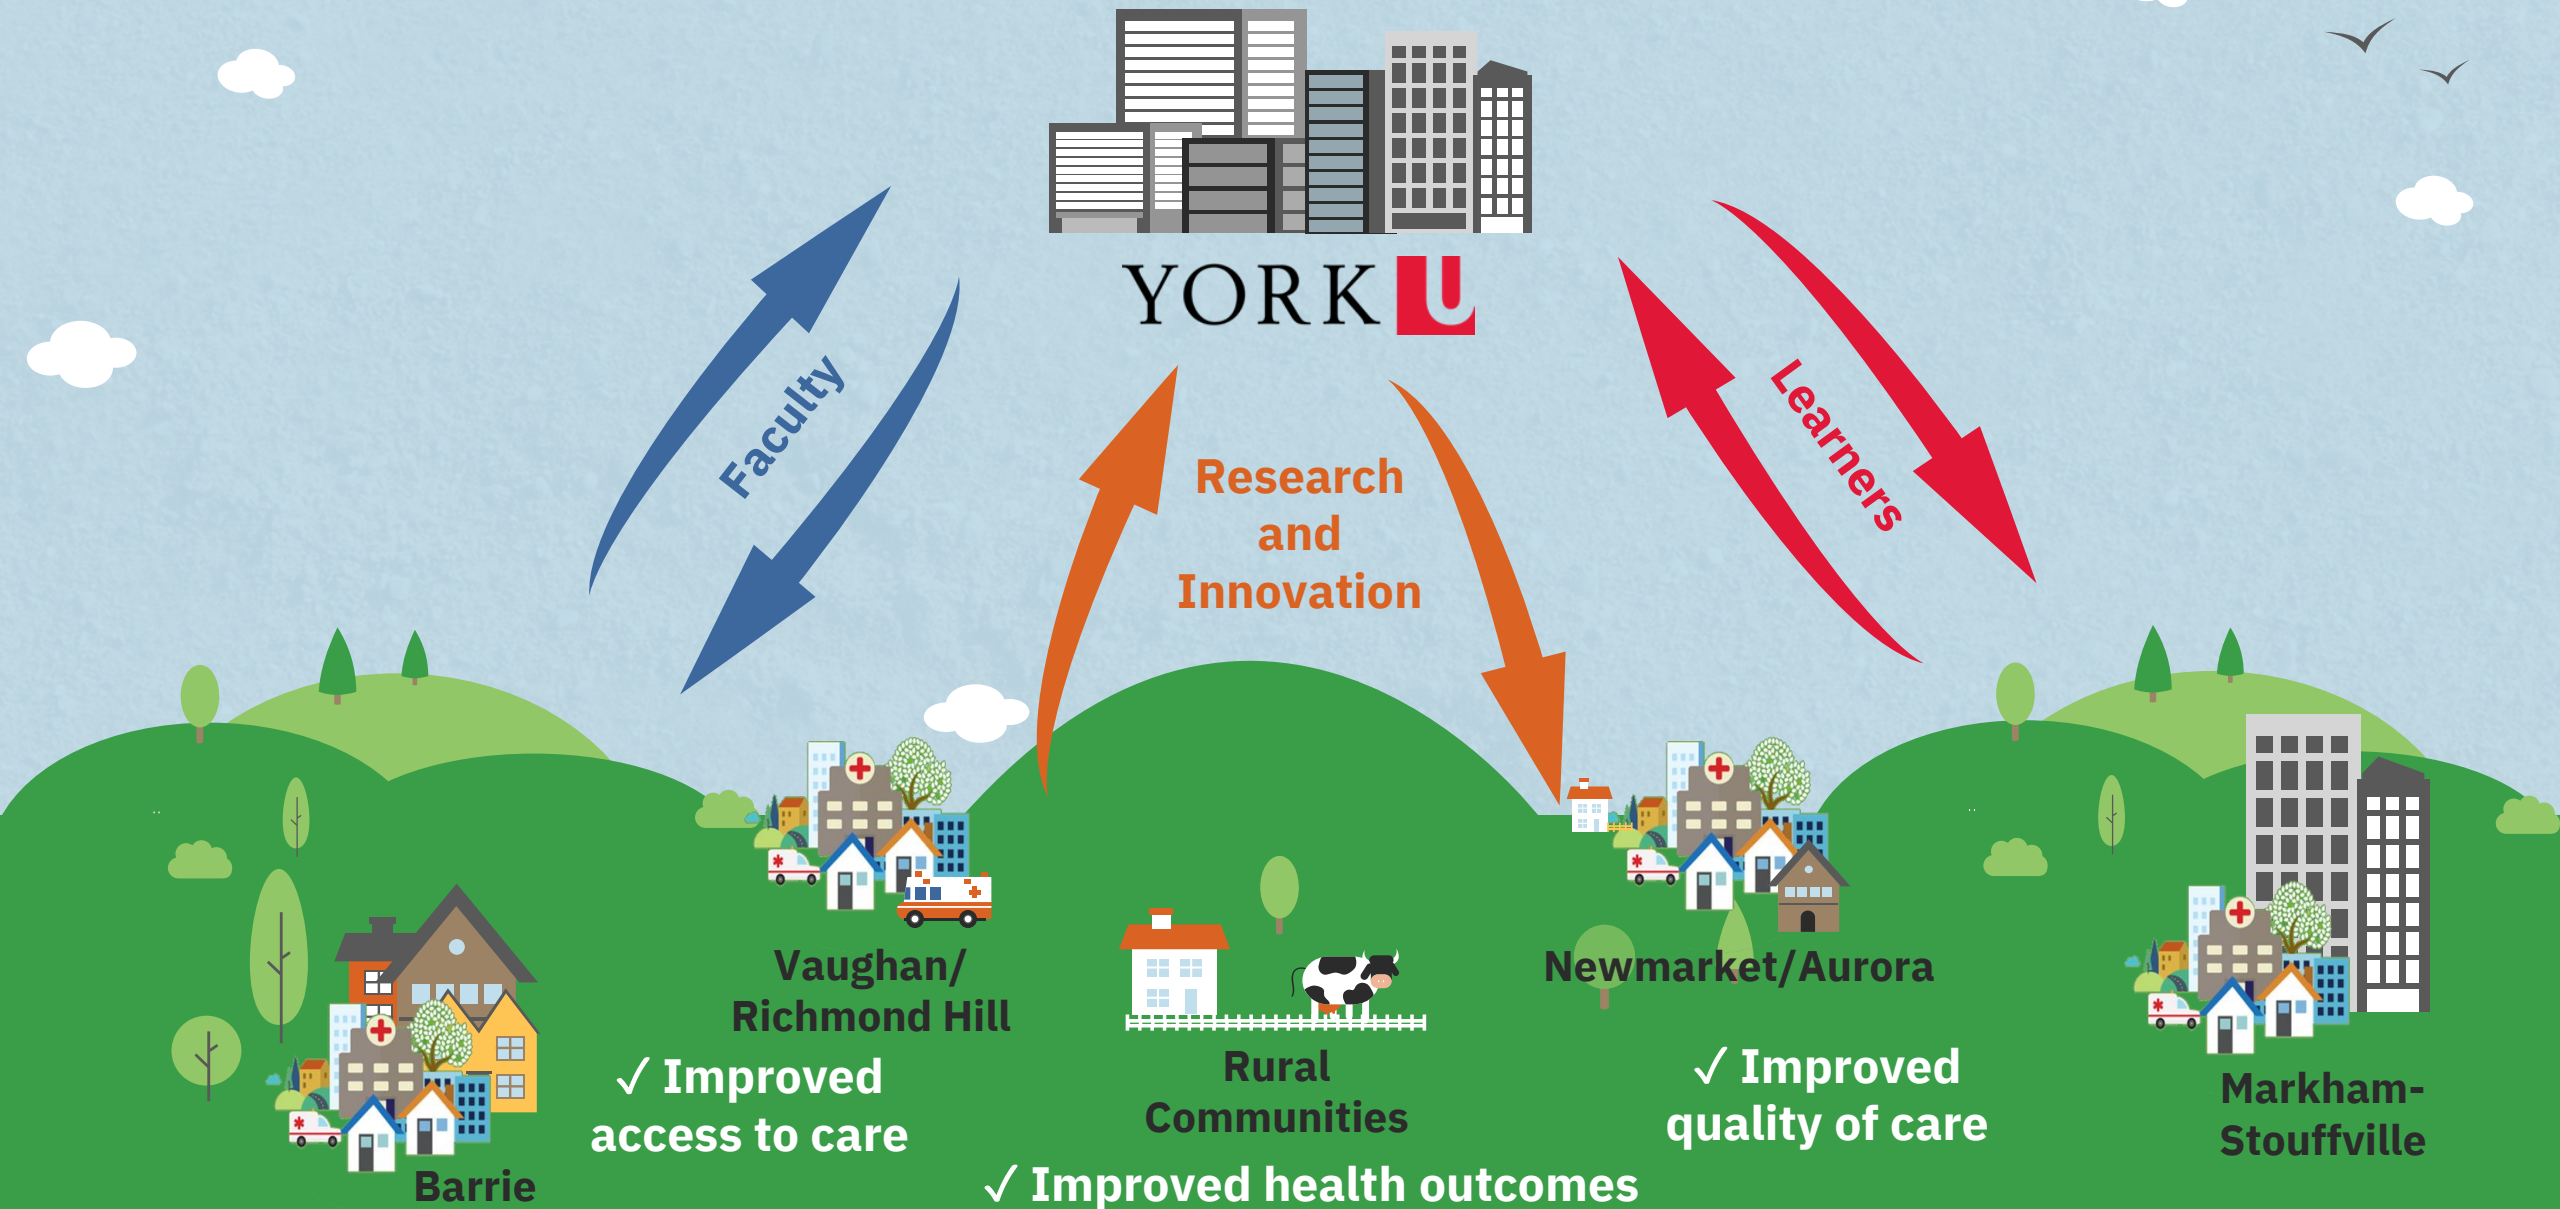 YORK U
Faculty
Research
and
Innovation
Learners
Vaughan/
Richmond Hill
Newmarket/Aurora
✓ Improved
access to care
Rural
Communities
✓ Improved
quality of care
Markham-
Stouffville
Barrie
✓ Improved health outcomes